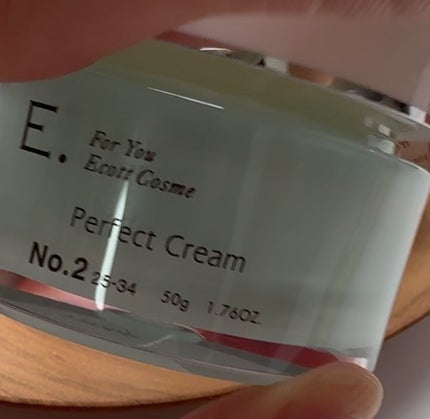 E.
For You
Ecott Cosme
Perfect Cream
No.2 25-34 50g 1.76OZ.